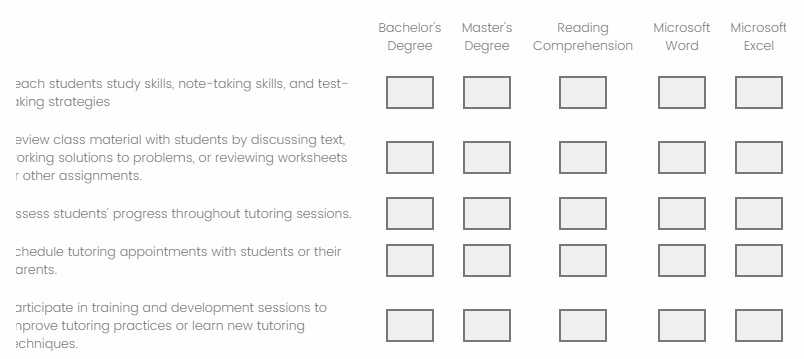 Bachelor's Degree
Master's Degree
Reading Comprehension
Microsoft Word
Microsoft Excel
each students study skills, note-taking skills, and test-
aking strategies
eview class material with students by discussing text,
orking solutions to problems, or reviewing worksheets
r other assignments.
ssess students' progress throughout tutoring sessions.
chedule tutoring appointments with students or their
arents.
articipate in training and development sessions to
nprove tutoring practices or learn new tutoring
echniques.